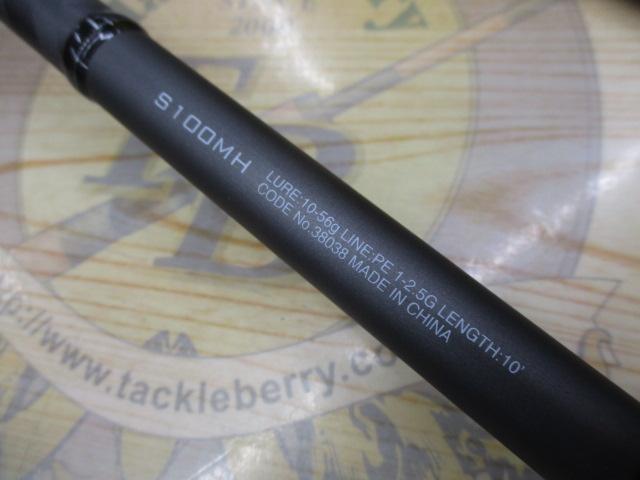 S100MH
LURE:10-56g LINE:PE 1-2.5G LENGTH:10'
CODE No.38038 MADE IN CHINA
http://www.tackleberry.co